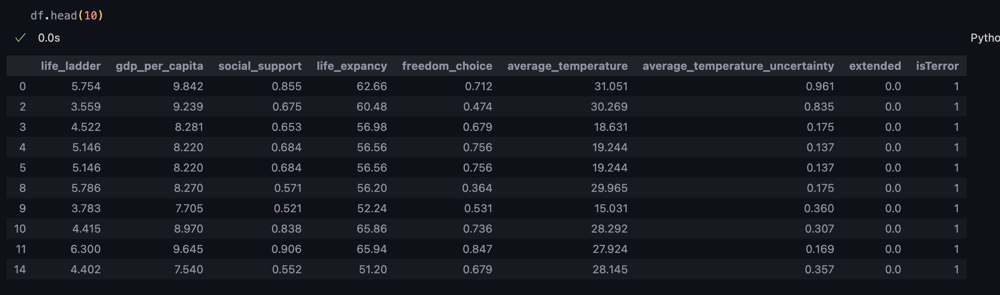 df.head(10)
0.0s
Pytho
life_ladder gdp_per_capita social_support life_expancy freedom_choice average_temperature average_temperature_uncertainty extended isTerror
0 5.754 9.842 0.855 62.66 0.712 31.051 0.961 0.0 1
2 3.559 9.239 0.675 60.48 0.474 30.269 0.835 0.0 1
3 4.522 8.281 0.653 56.98 0.679 18.631 0.175 0.0 1
4 5.146 8.220 0.684 56.56 0.756 19.244 0.137 0.0 1
5 5.146 8.220 0.684 56.56 0.756 19.244 0.137 0.0 1
8 5.786 8.270 0.571 56.20 0.364 29.965 0.175 0.0 1
9 3.783 7.705 0.521 52.24 0.531 15.031 0.360 0.0 1
10 4.415 8.970 0.838 65.86 0.736 28.292 0.307 0.0 1
11 6.300 9.645 0.906 65.94 0.847 27.924 0.169 0.0 1
14 4.402 7.540 0.552 51.20 0.679 28.145 0.357 0.0 1